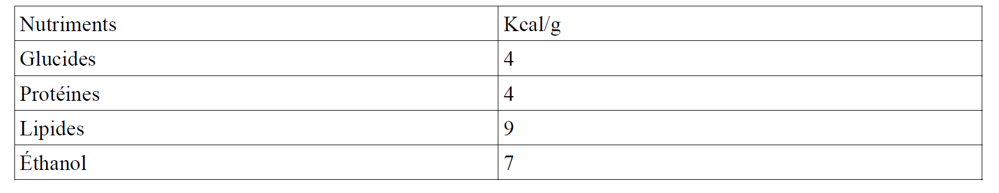 Nutriments Kcal/g
Glucides 4
Protéines 4
Lipides 9
Éthanol 7